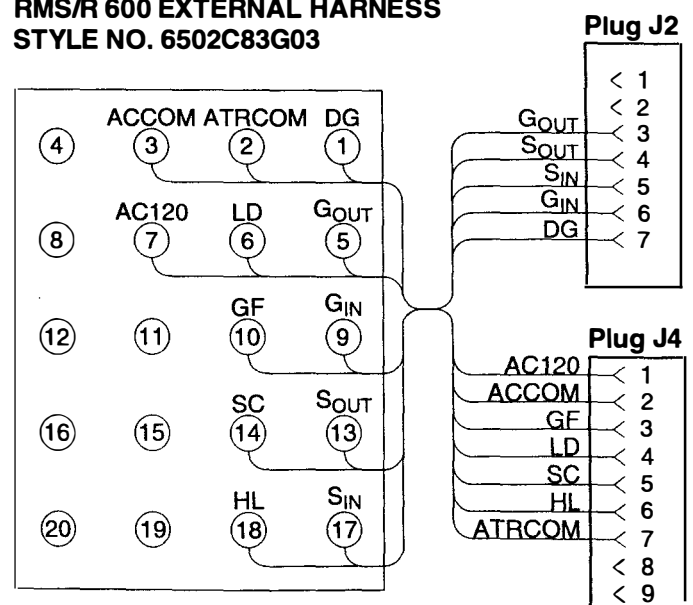 RMS/R 600 EXTERNAL HARNESS
STYLE NO. 6502C83G03
ACCOM ATRCOM DG
4 3 2 1
AC120 LD GOUT
8 7 6 5
GF GIN
12 11 10 9
SC SOUT
16 15 14 13
HL SIN
20 19 18 17
Plug J2
< 1
< 2
GOUT < 3
SOUT < 4
SIN < 5
GIN < 6
DG < 7
Plug J4
AC120 < 1
ACCOM < 2
GF < 3
LD < 4
SC < 5
HL < 6
ATRCOM < 7
< 8
< 9